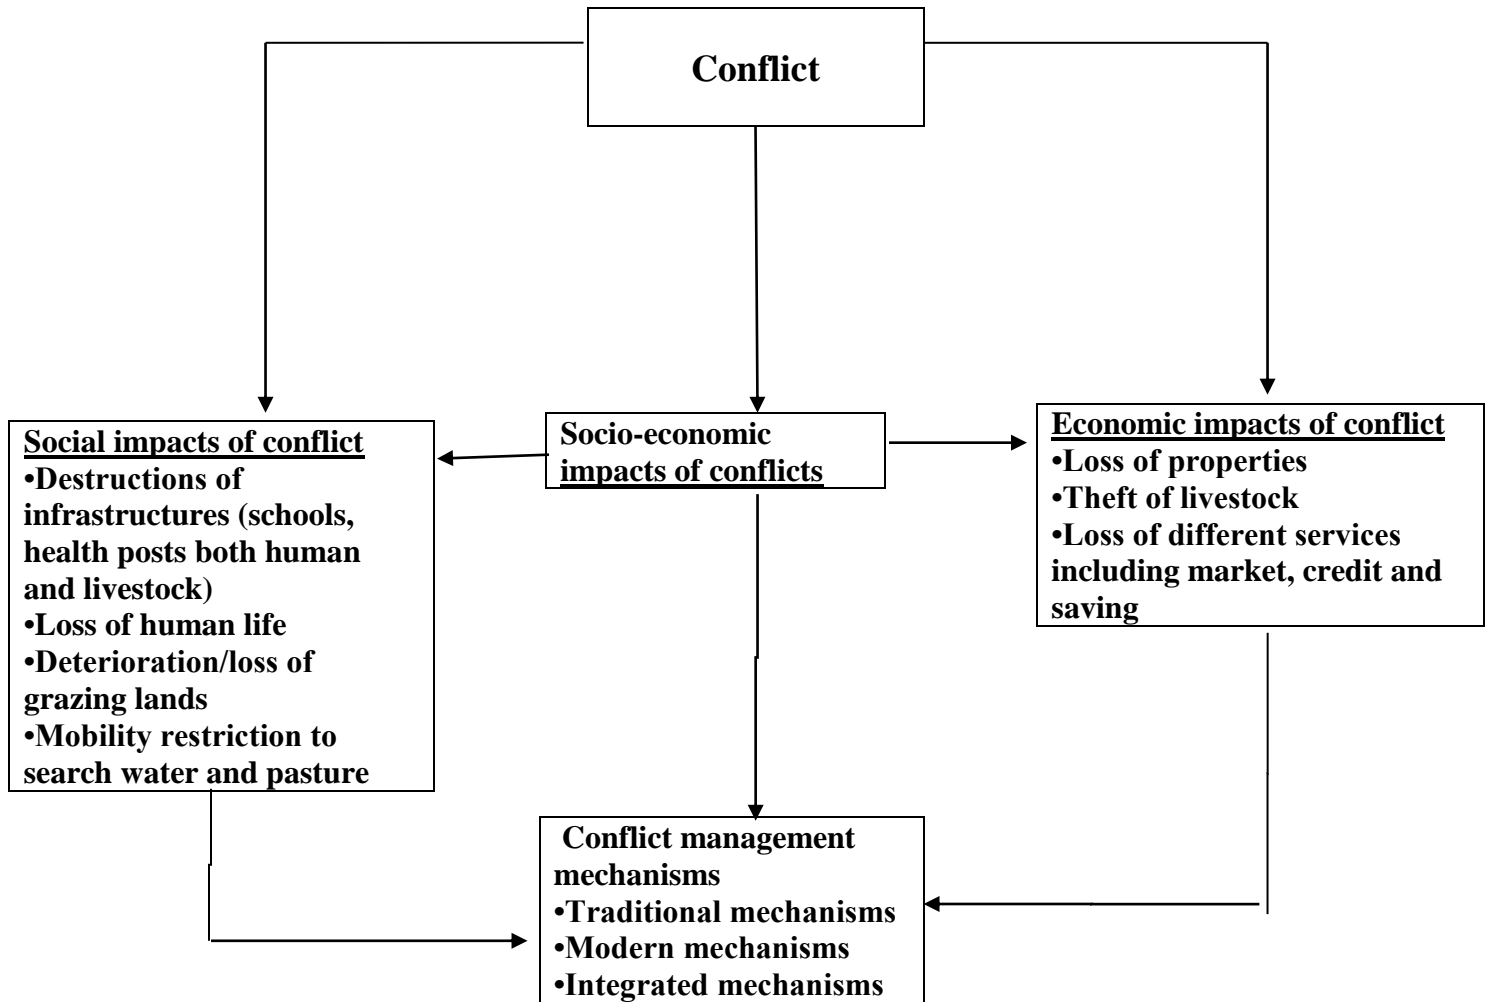 Conflict
Social impacts of conflict
•Destructions of
infrastructures (schools,
health posts both human
and livestock)
•Loss of human life
•Deterioration/loss of
grazing lands
•Mobility restriction to
search water and pasture
Socio-economic
impacts of conflicts
Economic impacts of conflict
•Loss of properties
•Theft of livestock
•Loss of different services
including market, credit and
saving
Conflict management
mechanisms
•Traditional mechanisms
•Modern mechanisms
•Integrated mechanisms